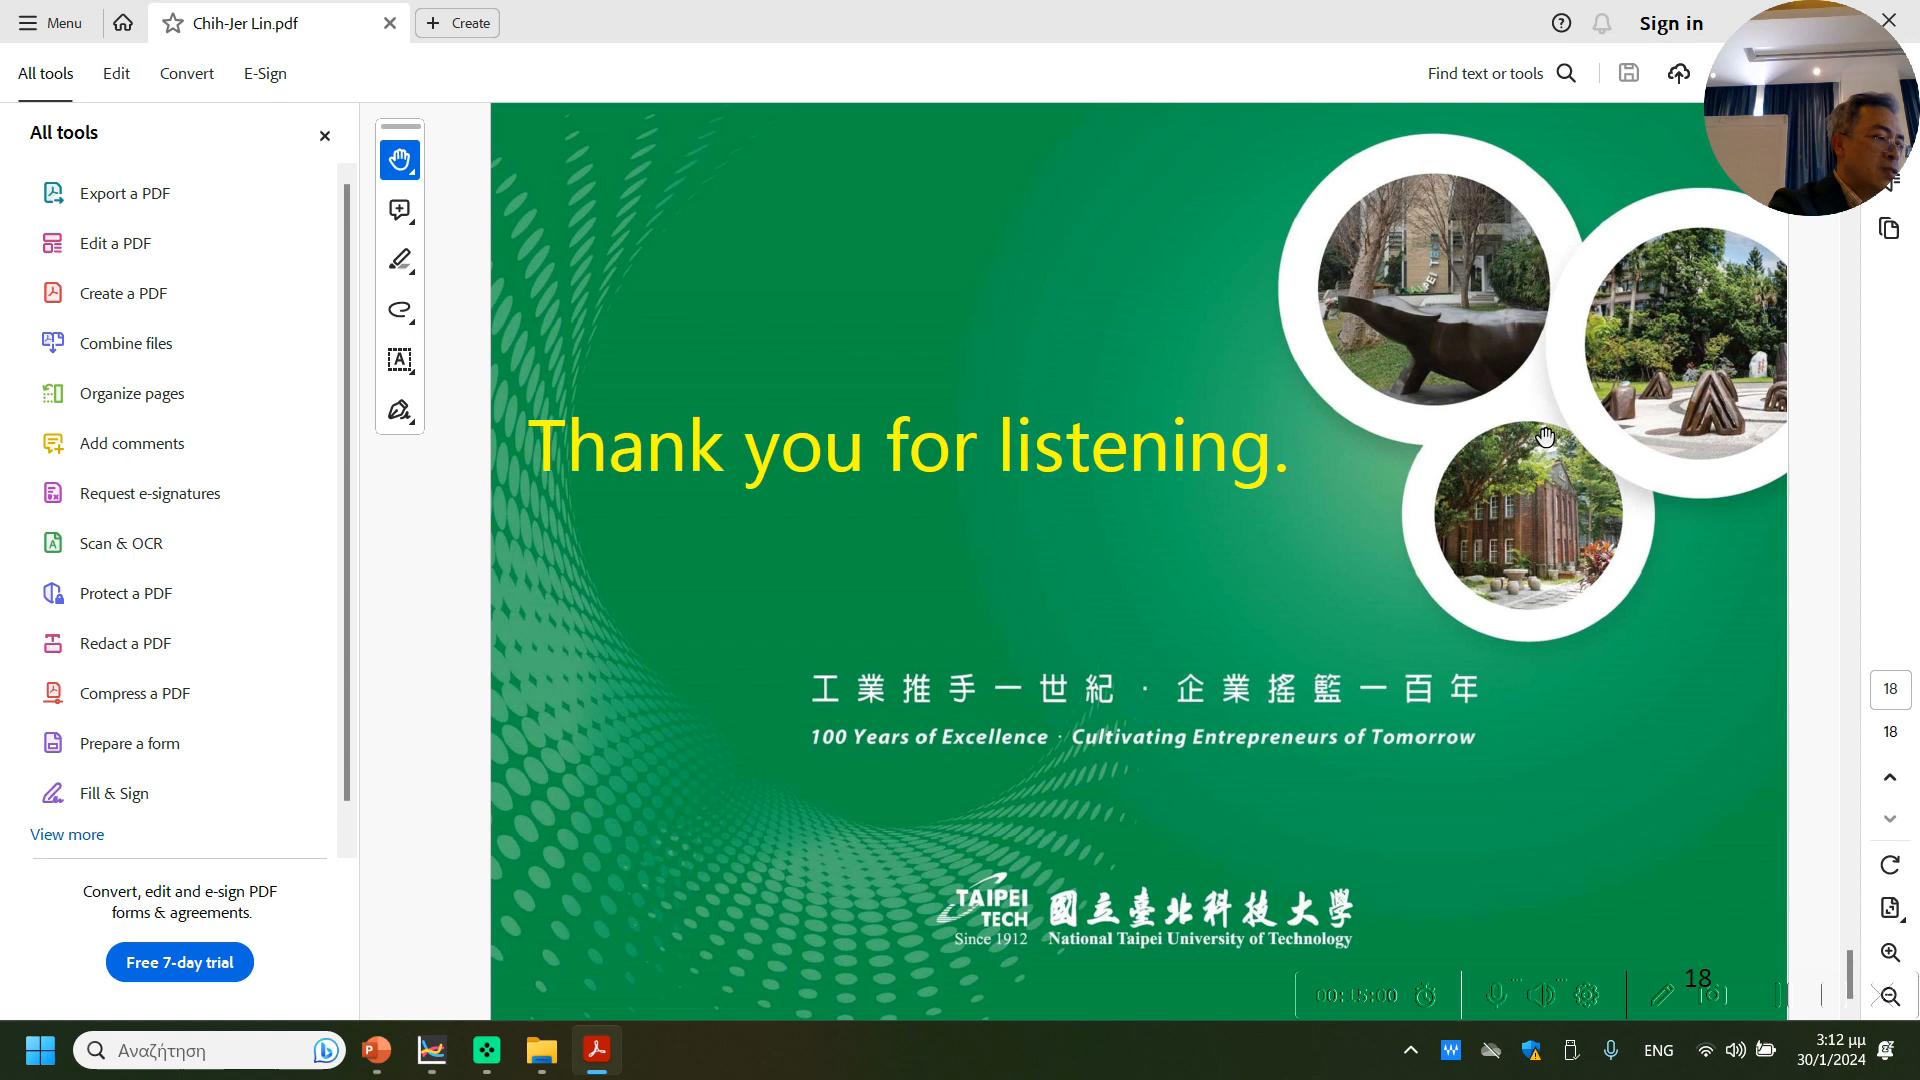 Menu
Chih-Jer Lin.pdf
Create
Sign in
All tools
Edit
Convert
E-Sign
Find text or tools
All tools
Export a PDF
Edit a PDF
Create a PDF
Combine files
Organize pages
Add comments
Request e-signatures
Scan & OCR
Protect a PDF
Redact a PDF
Compress a PDF
Prepare a form
Fill & Sign
View more
Convert, edit and e-sign PDF
forms & agreements.
Free 7-day trial
Thank you for listening.
工業推手一世紀 · 企業搖籃一百年
100 Years of Excellence · Cultivating Entrepreneurs of Tomorrow
TAIPEI
TECH
Since 1912
國立臺北科技大學
National Taipei University of Technology
18
00:15:00
18
18
Αναζήτηση
ENG
3:12 μμ
30/1/2024